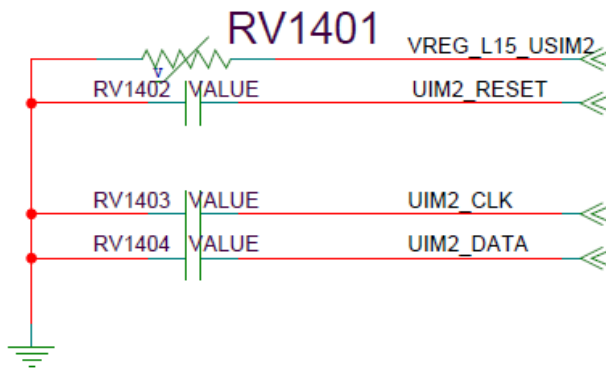 RV1401
VREG_L15_USIM2
V
RV1402 VALUE
UIM2_RESET
RV1403 VALUE
UIM2_CLK
RV1404 VALUE
UIM2_DATA